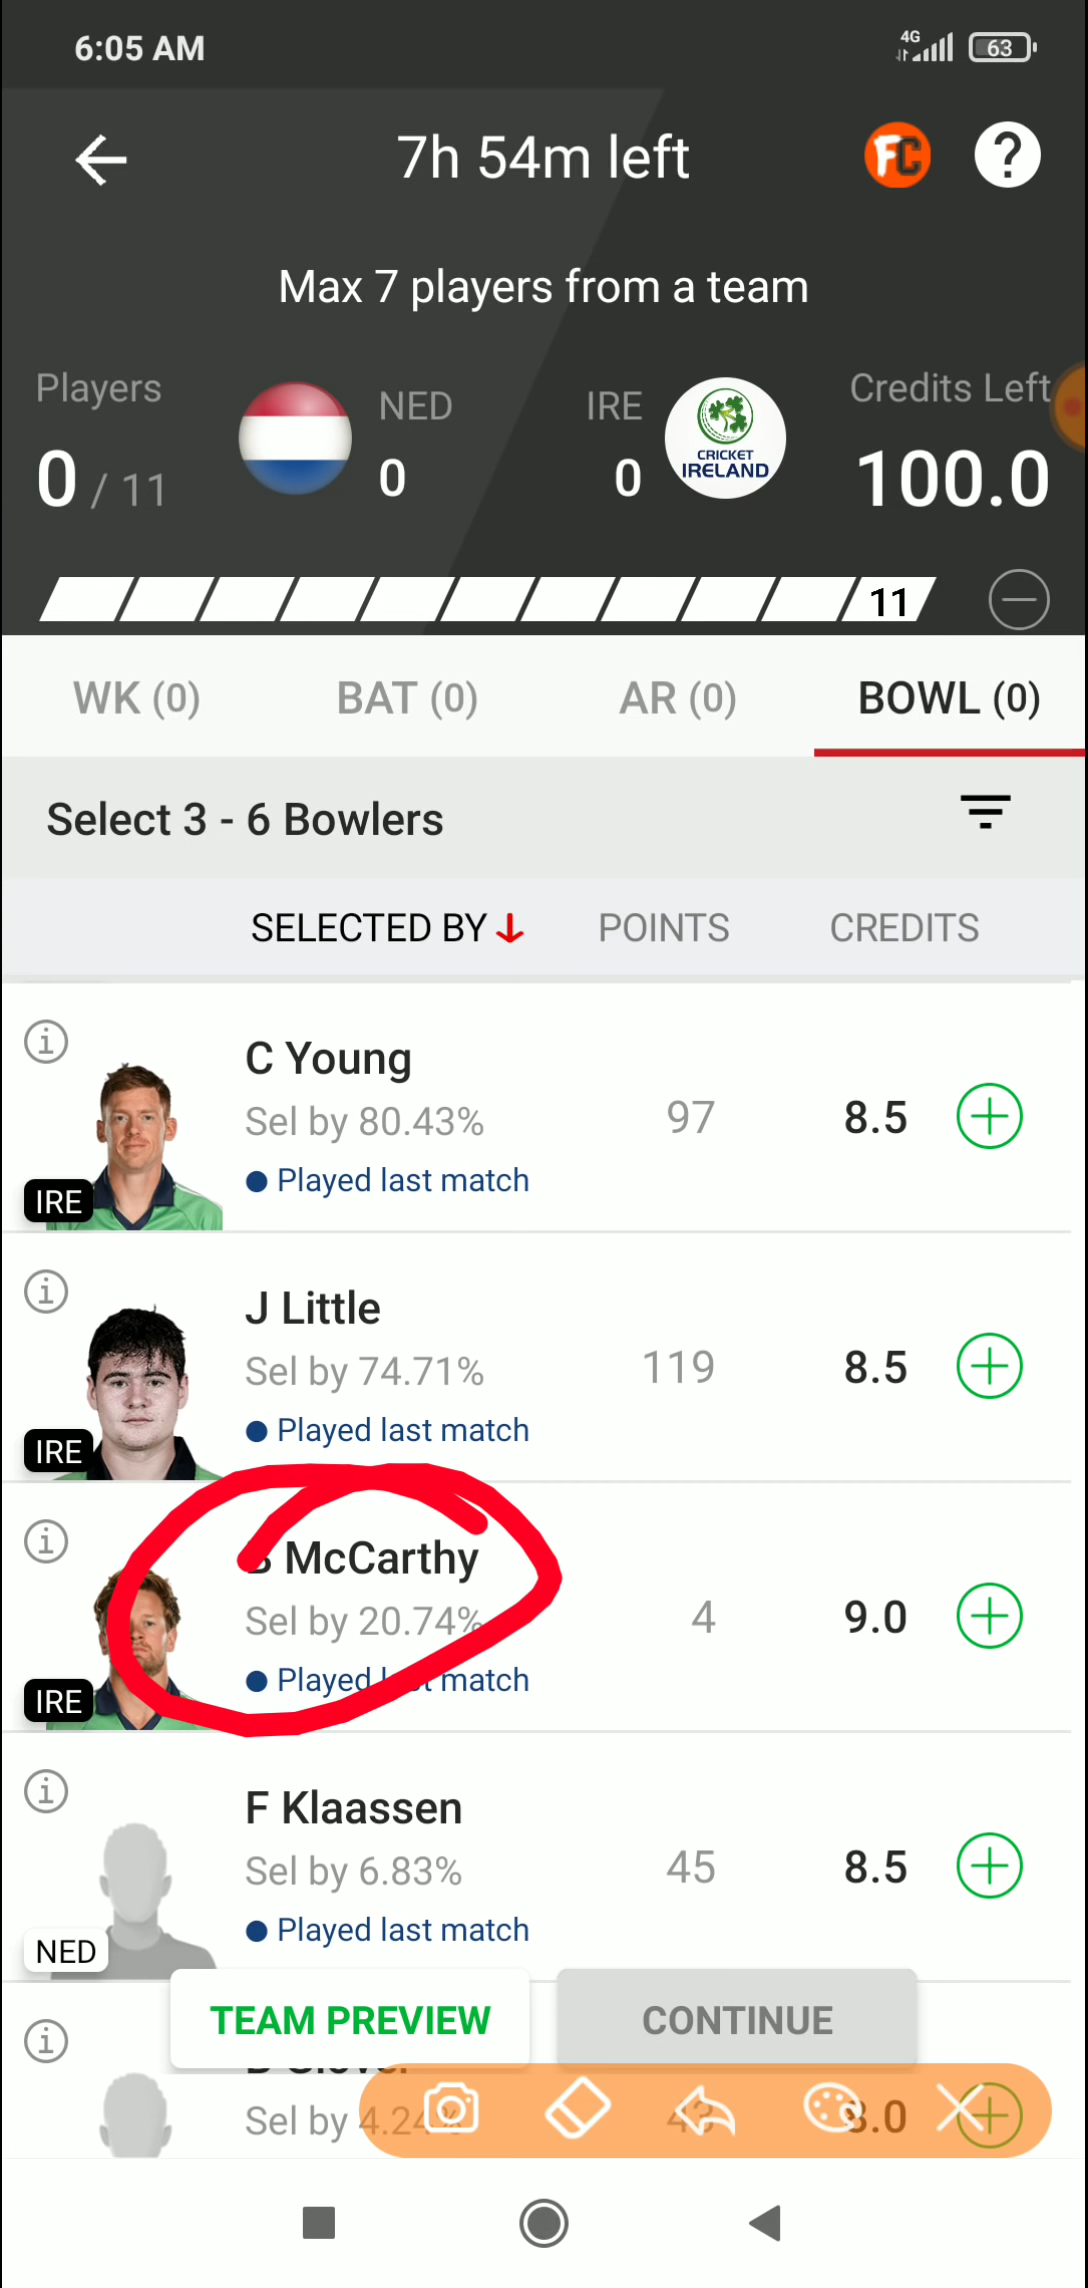 6:05 AM
4G
63
7h 54m left
FC
?
Max 7 players from a team
Players
NED
IRE
Credits Left
0 / 11
0
0
CRICKET
IRELAND
100.0
11
WK (0)
BAT (0)
AR (0)
BOWL (0)
Select 3 - 6 Bowlers
SELECTED BY
POINTS
CREDITS
C Young
Sel by 80.43%
97
8.5
Played last match
IRE
J Little
Sel by 74.71%
119
8.5
Played last match
IRE
B McCarthy
Sel by 20.74%
4
9.0
Played last match
IRE
F Klaassen
Sel by 6.83%
45
8.5
Played last match
NED
TEAM PREVIEW
CONTINUE
Sel by 4.24%